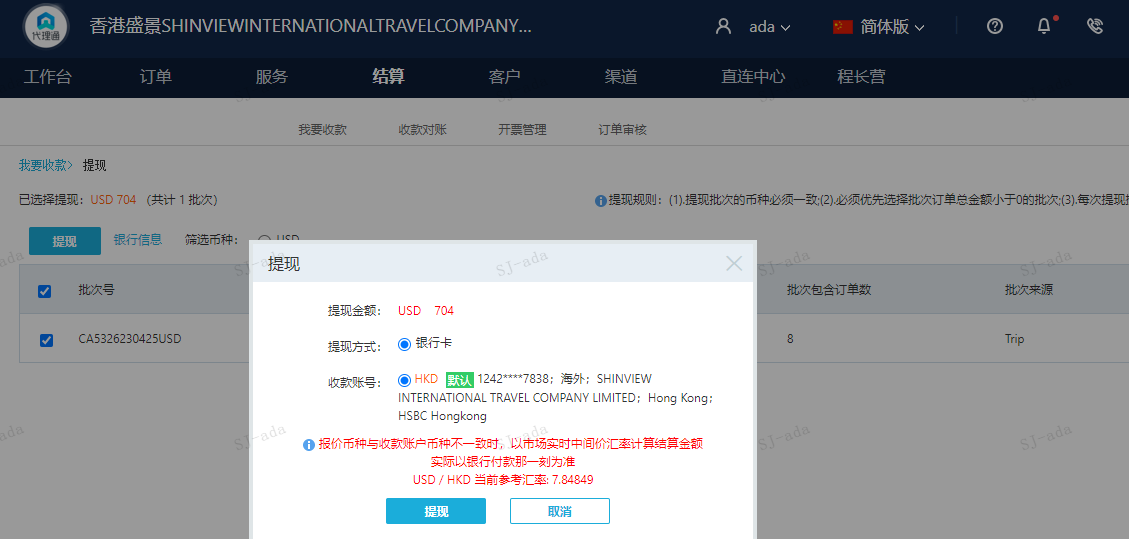 代理通
香港盛景SHINVIEWINTERNATIONALTRAVELCOMPANY...
ada
简体版
工作台
订单
服务
结算
客户
渠道
直连中心
程长营
我要收款
收款对账
开票管理
订单审核
我要收款> 提现
已选择提现：USD 704 （共计 1 批次）
提现规则：(1).提现批次的币种必须一致;(2).必须优先选择批次订单总金额小于0的批次;(3).每次提现
提现
银行信息
筛选币种：
USD
批次号
批次包含订单数
批次来源
CA5326230425USD
8
Trip
提现
提现金额： USD 704
提现方式： 银行卡
收款账号： HKD 默认 1242****7838；海外；SHINVIEW
INTERNATIONAL TRAVEL COMPANY LIMITED；Hong Kong；
HSBC Hongkong
报价币种与收款账户币种不一致时，以市场实时中间价汇率计算结算金额
实际以银行付款那一刻为准
USD / HKD 当前参考汇率: 7.84849
提现
取消
SJ-ada
SJ-ada
SJ-ada
SJ-ada
SJ-ada